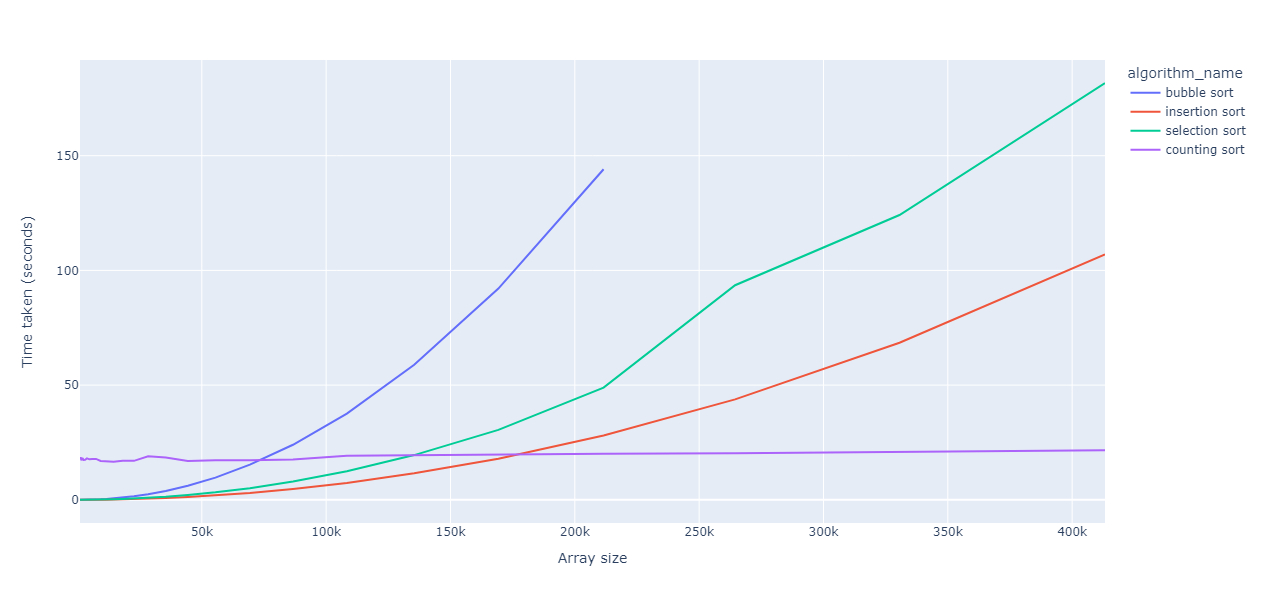 algorithm_name
bubble sort
insertion sort
selection sort
counting sort
Time taken (seconds)
150
100
50
0
50k
100k
150k
200k
250k
300k
350k
400k
Array size